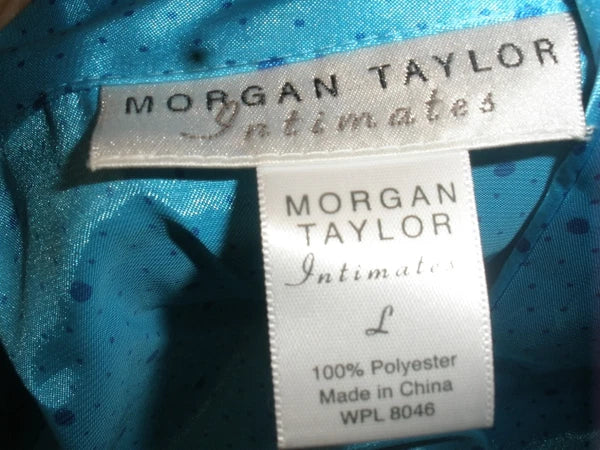 MORGAN TAYLOR
Intimates
MORGAN
TAYLOR
Intimates
L
100% Polyester
Made in China
WPL 8046